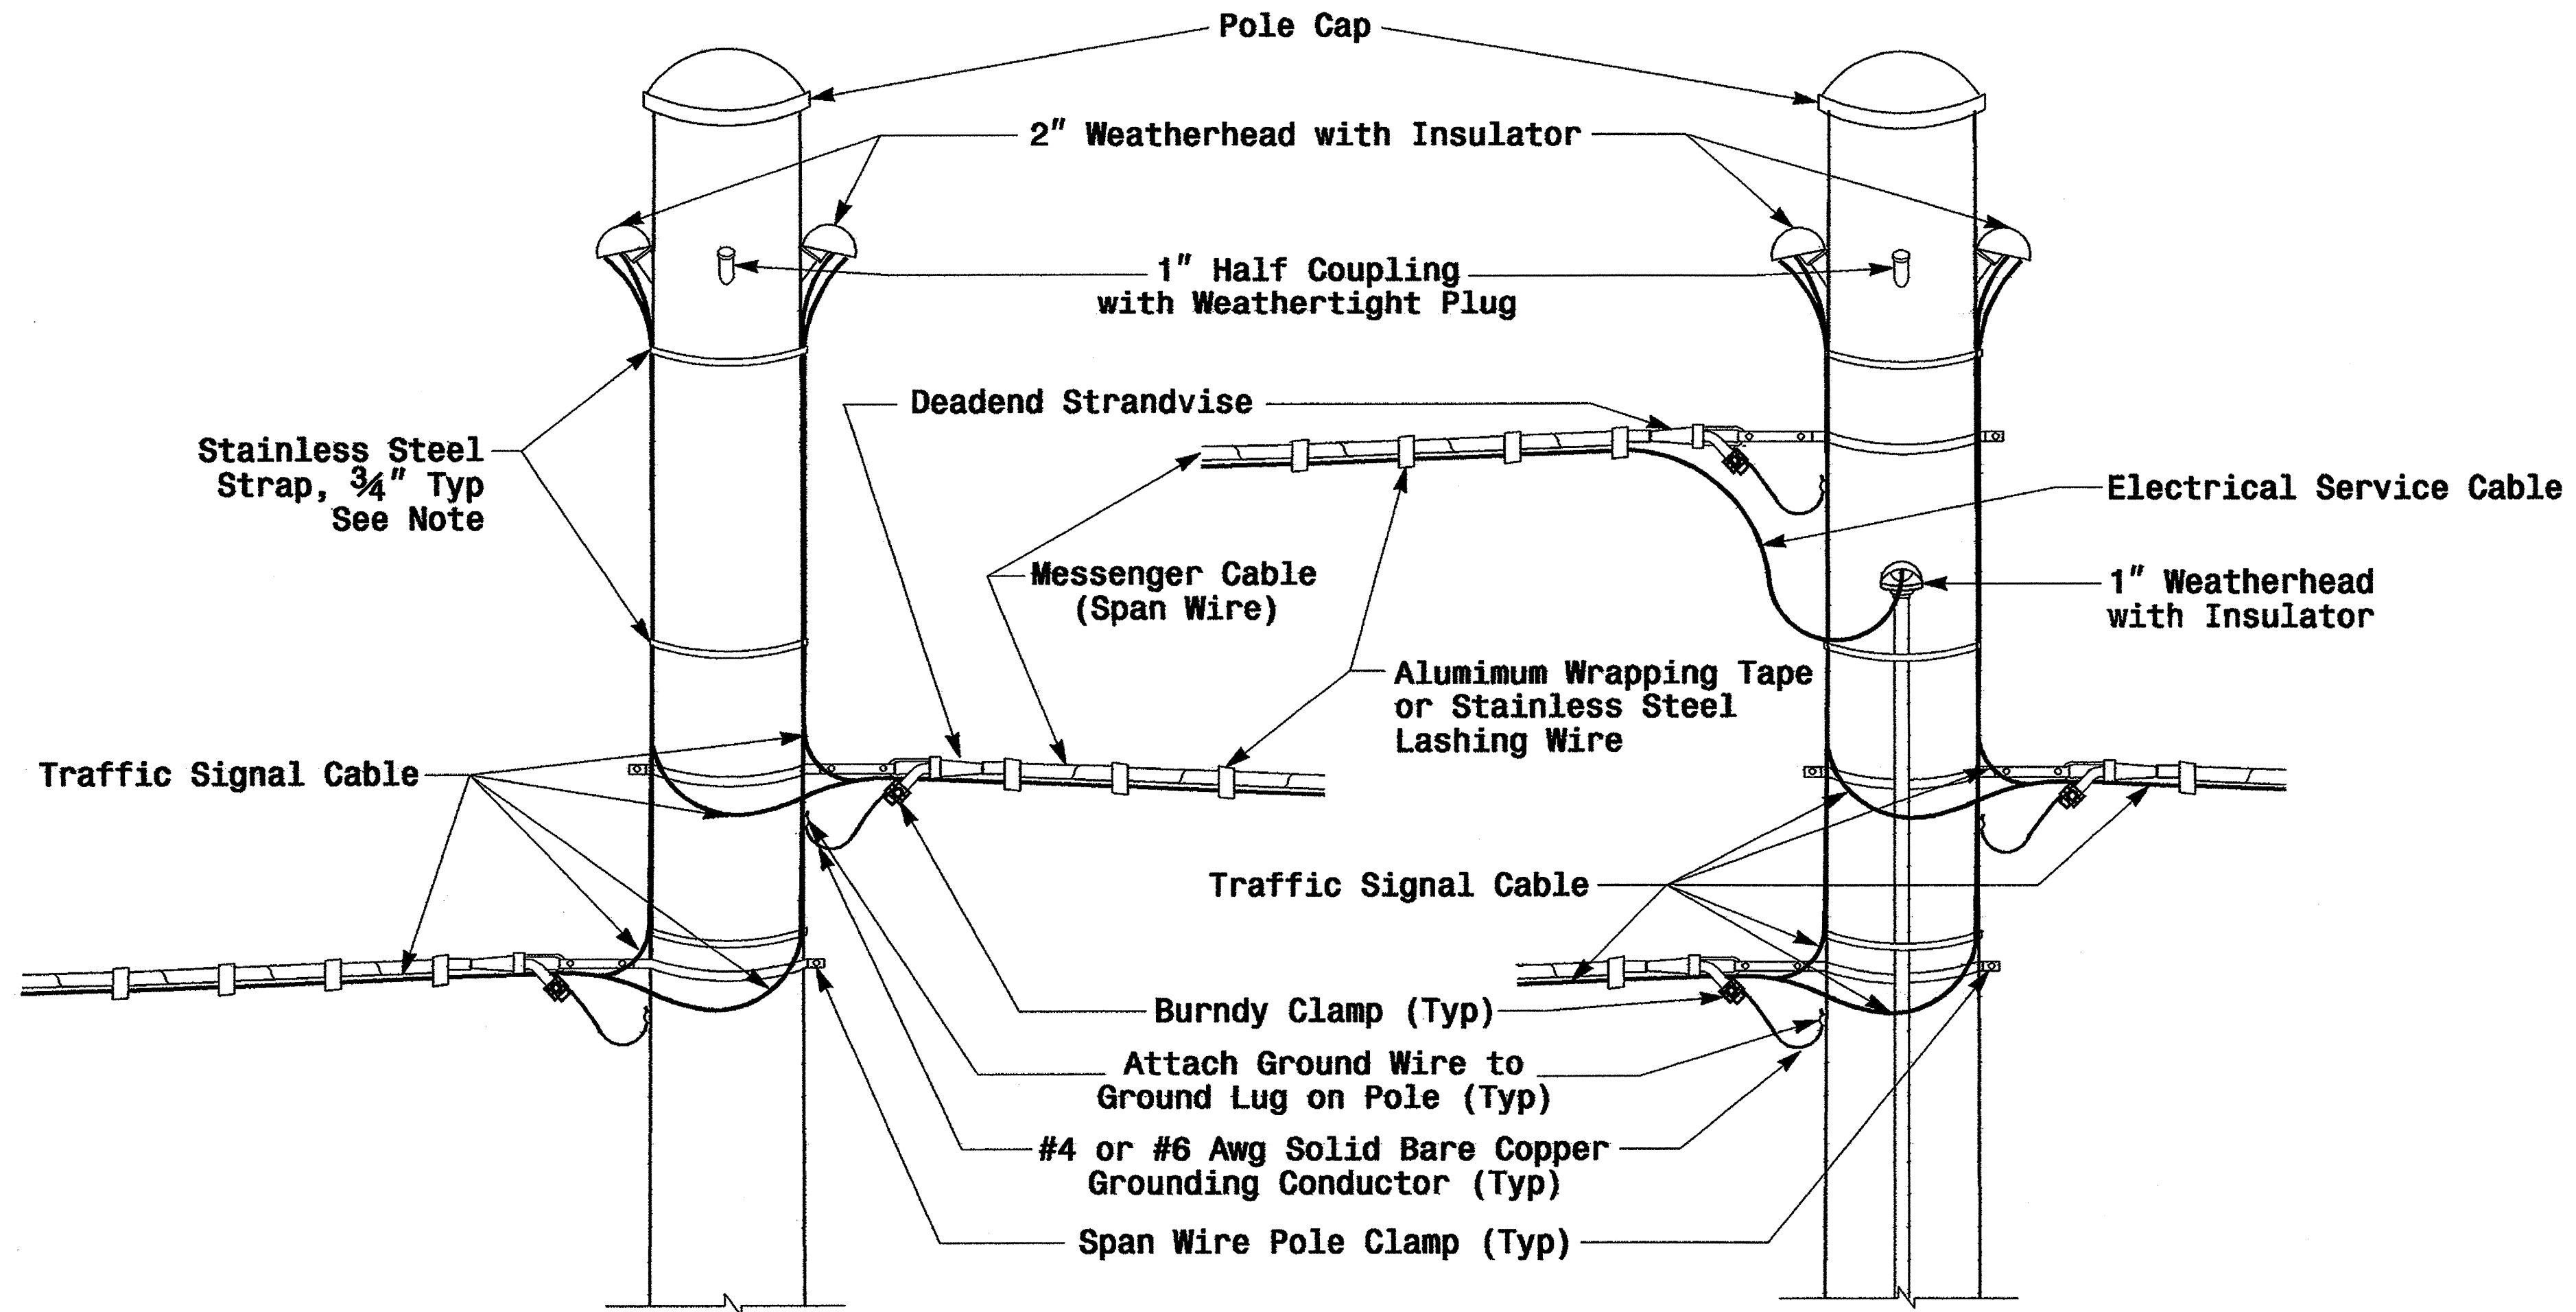 Pole Cap
2" Weatherhead with Insulator
1" Half Coupling
with Weathertight Plug
Deadend Strandvise
Stainless Steel
Strap, ¾" Typ
See Note
Electrical Service Cable
Messenger Cable
(Span Wire)
1" Weatherhead
with Insulator
Alumimum Wrapping Tape
or Stainless Steel
Lashing Wire
Traffic Signal Cable
Traffic Signal Cable
Burndy Clamp (Typ)
Attach Ground Wire to
Ground Lug on Pole (Typ)
#4 or #6 Awg Solid Bare Copper
Grounding Conductor (Typ)
Span Wire Pole Clamp (Typ)